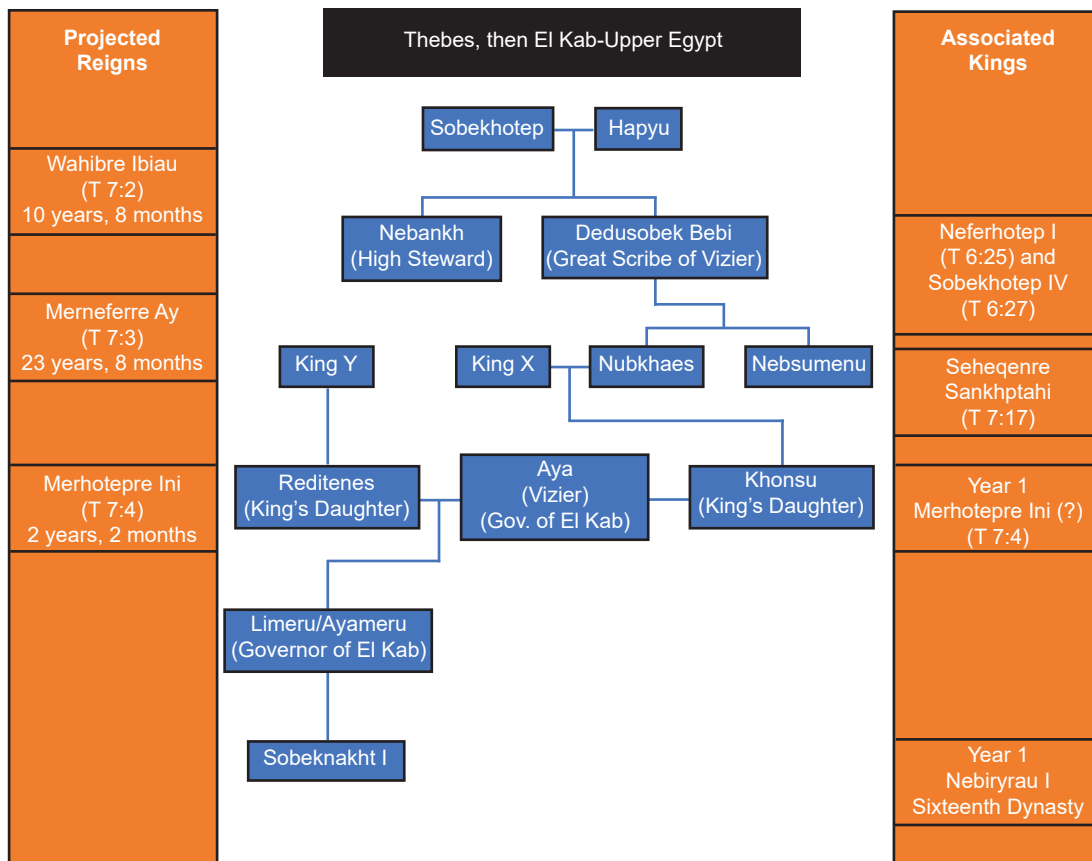 Projected
Reigns
Wahibre Ibiau
(T 7:2)
10 years, 8 months
Merneferre Ay
(T 7:3)
23 years, 8 months
Merhotepre Ini
(T 7:4)
2 years, 2 months
Thebes, then El Kab-Upper Egypt
Sobekhotep
Hapyu
Nebankh
(High Steward)
Dedusobek Bebi
(Great Scribe of Vizier)
King Y
King X
Nubkhaes
Nebsumenu
Reditenes
(King’s Daughter)
Aya
(Vizier)
(Gov. of El Kab)
Khonsu
(King’s Daughter)
Limeru/Ayameru
(Governor of El Kab)
Sobeknakht I
Associated
Kings
Neferhotep I
(T 6:25) and
Sobekhotep IV
(T 6:27)
Seheqenre
Sankhptahi
(T 7:17)
Year 1
Merhotepre Ini (?)
(T 7:4)
Year 1
Nebiryrau I
Sixteenth Dynasty